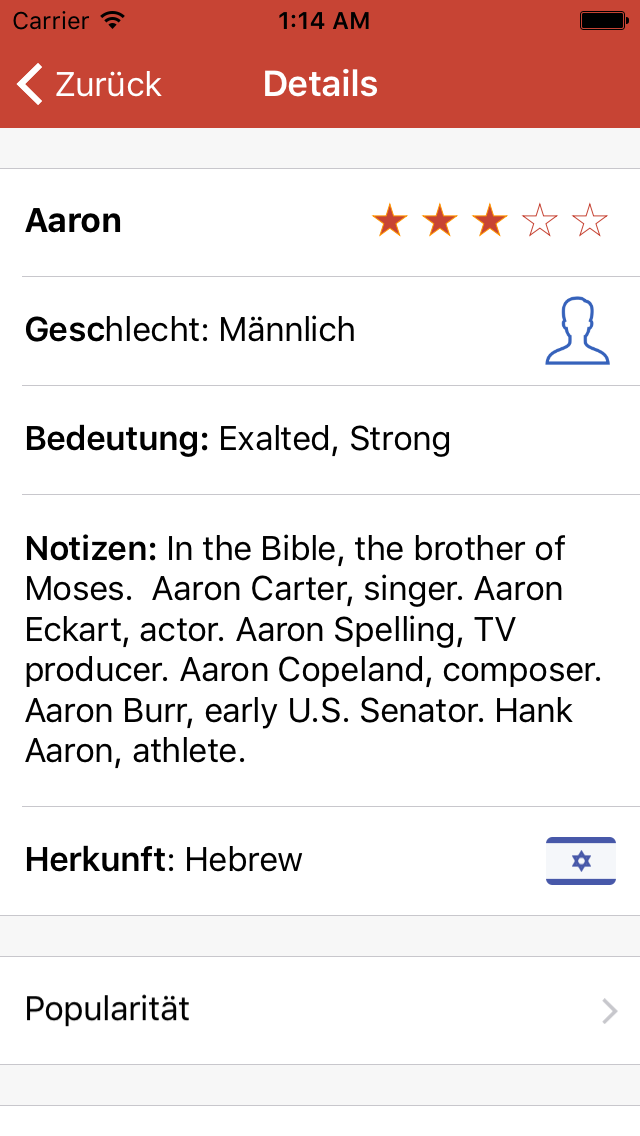 Carrier 1:14 AM
Zurück Details
Aaron
Geschlecht: Männlich
Bedeutung: Exalted, Strong
Notizen: In the Bible, the brother of
Moses.  Aaron Carter, singer. Aaron
Eckart, actor. Aaron Spelling, TV
producer. Aaron Copeland, composer.
Aaron Burr, early U.S. Senator. Hank
Aaron, athlete.
Herkunft: Hebrew
Popularität